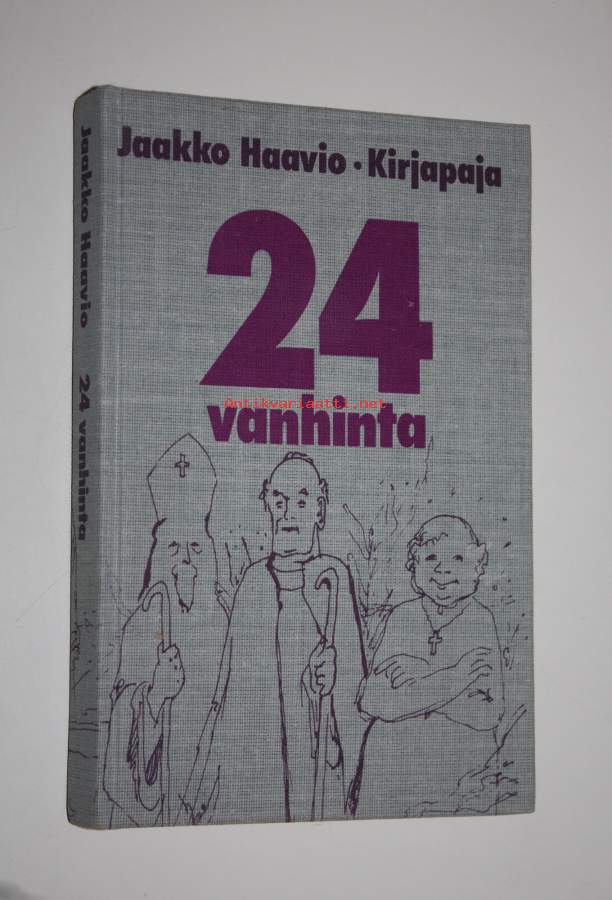 Jaakko Haavio • Kirjapaja
24
vanhinta
Antikvariaatti.net
Jaakko Haavio 24 vanhinta